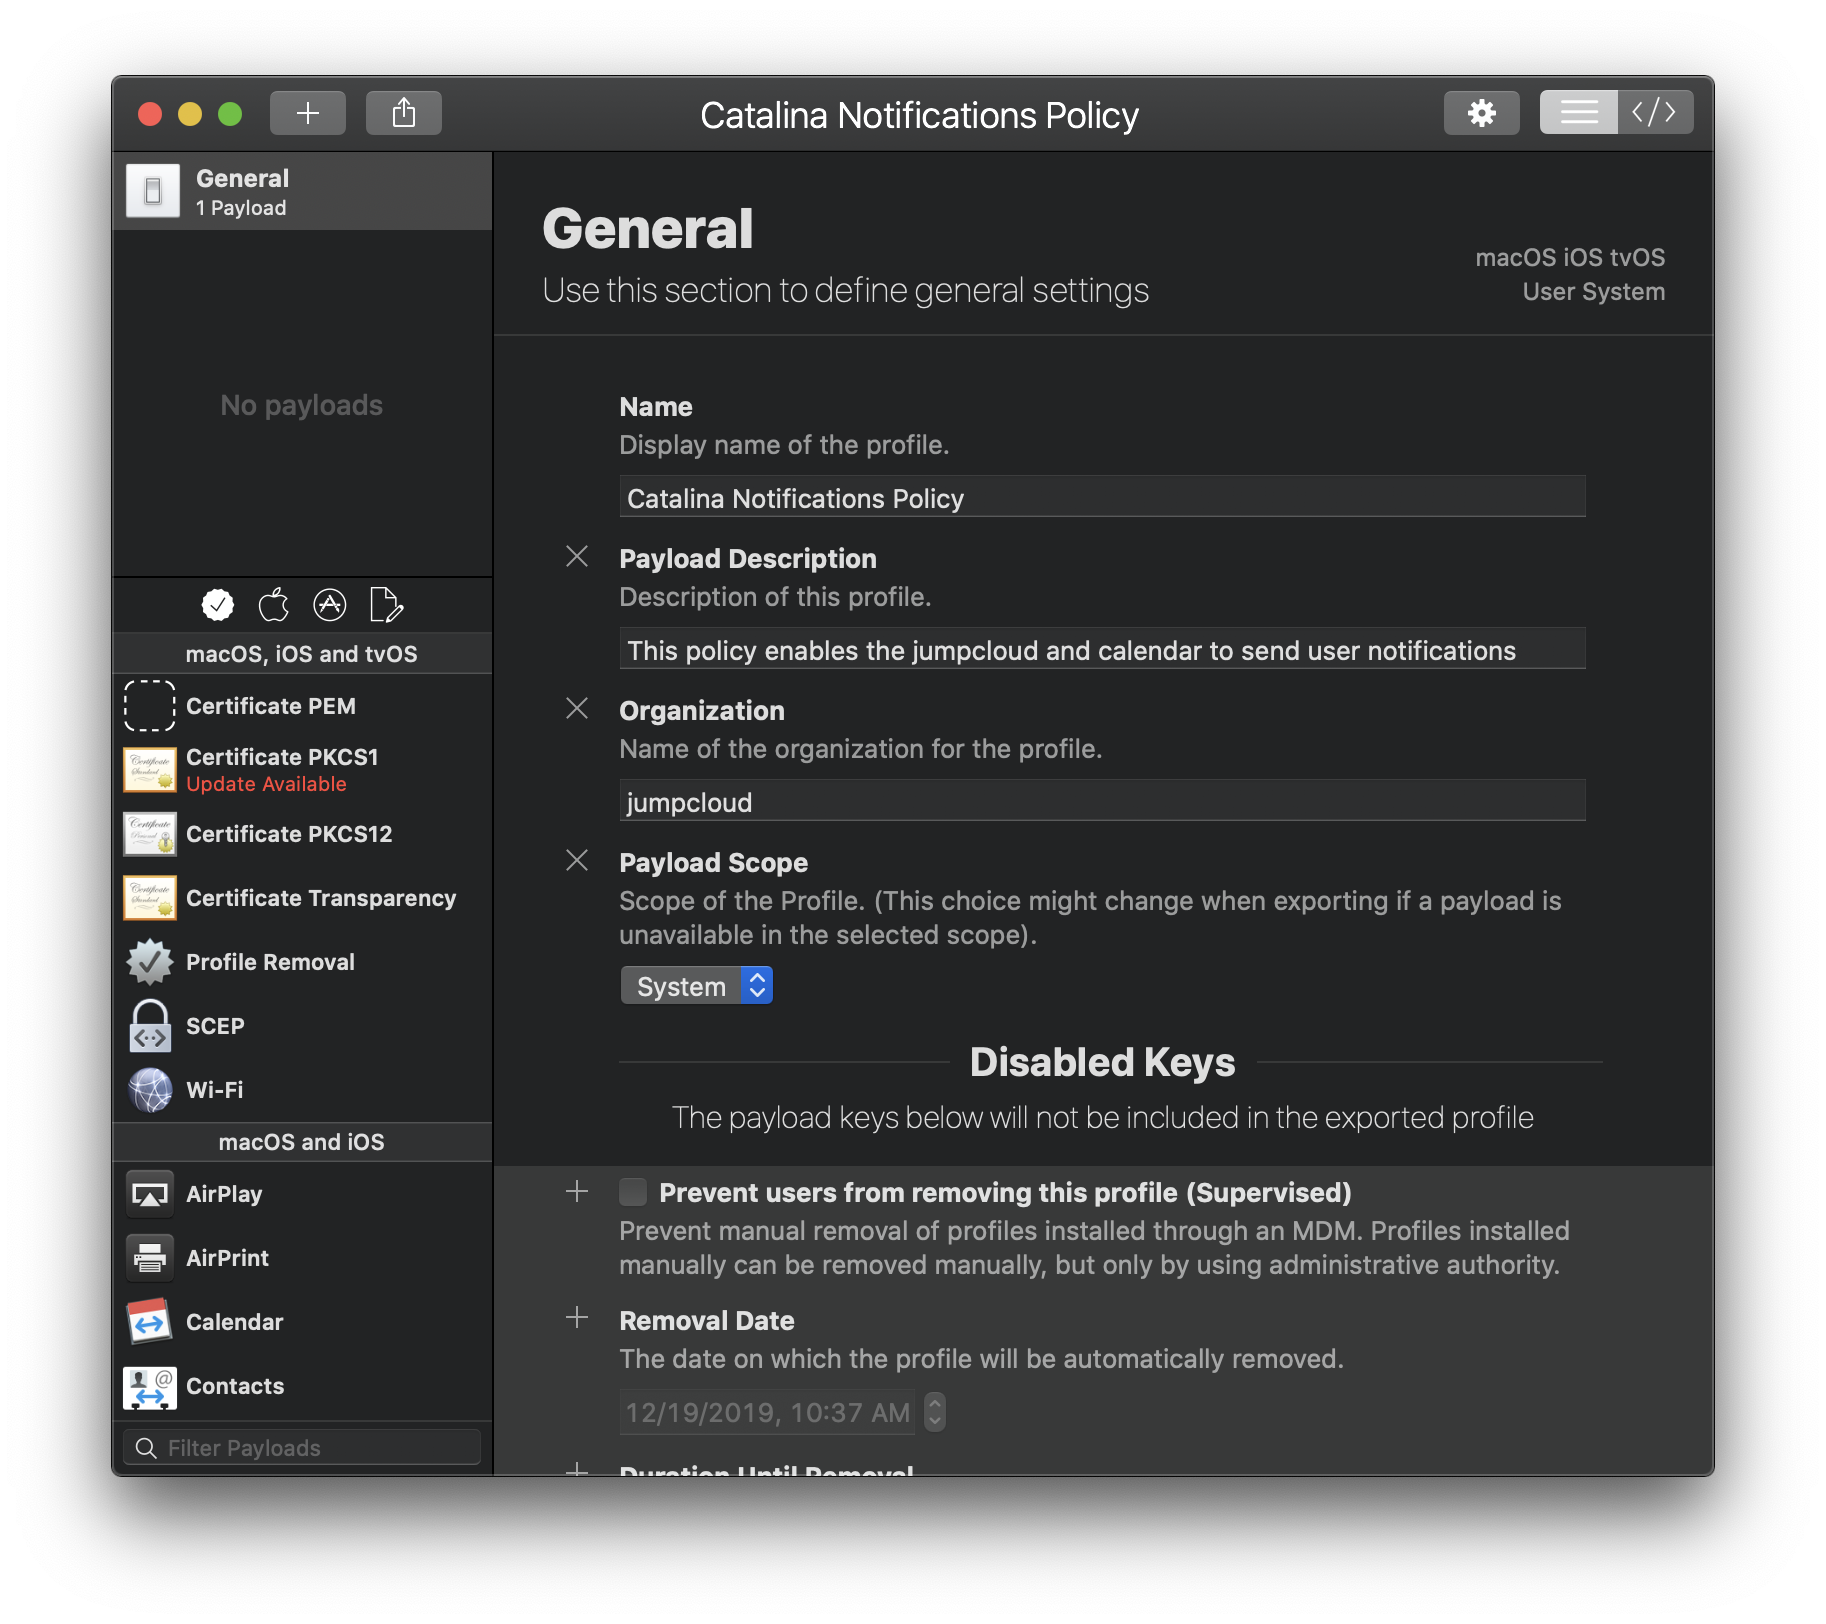 Catalina Notifications Policy
General
1 Payload
No payloads
macOS, iOS and tvOS
Certificate PEM
Certificate PKCS1
Update Available
Certificate PKCS12
Certificate Transparency
Profile Removal
SCEP
Wi-Fi
macOS and iOS
AirPlay
AirPrint
Calendar
Contacts
Filter Payloads
General
Use this section to define general settings
macOS iOS tvOS
User System
Name
Display name of the profile.
Catalina Notifications Policy
Payload Description
Description of this profile.
This policy enables the jumpcloud and calendar to send user notifications
Organization
Name of the organization for the profile.
jumpcloud
Payload Scope
Scope of the Profile. (This choice might change when exporting if a payload is
unavailable in the selected scope).
System
Disabled Keys
The payload keys below will not be included in the exported profile
Prevent users from removing this profile (Supervised)
Prevent manual removal of profiles installed through an MDM. Profiles installed
manually can be removed manually, but only by using administrative authority.
Removal Date
The date on which the profile will be automatically removed.
12/19/2019, 10:37 AM
Duration Until Removal